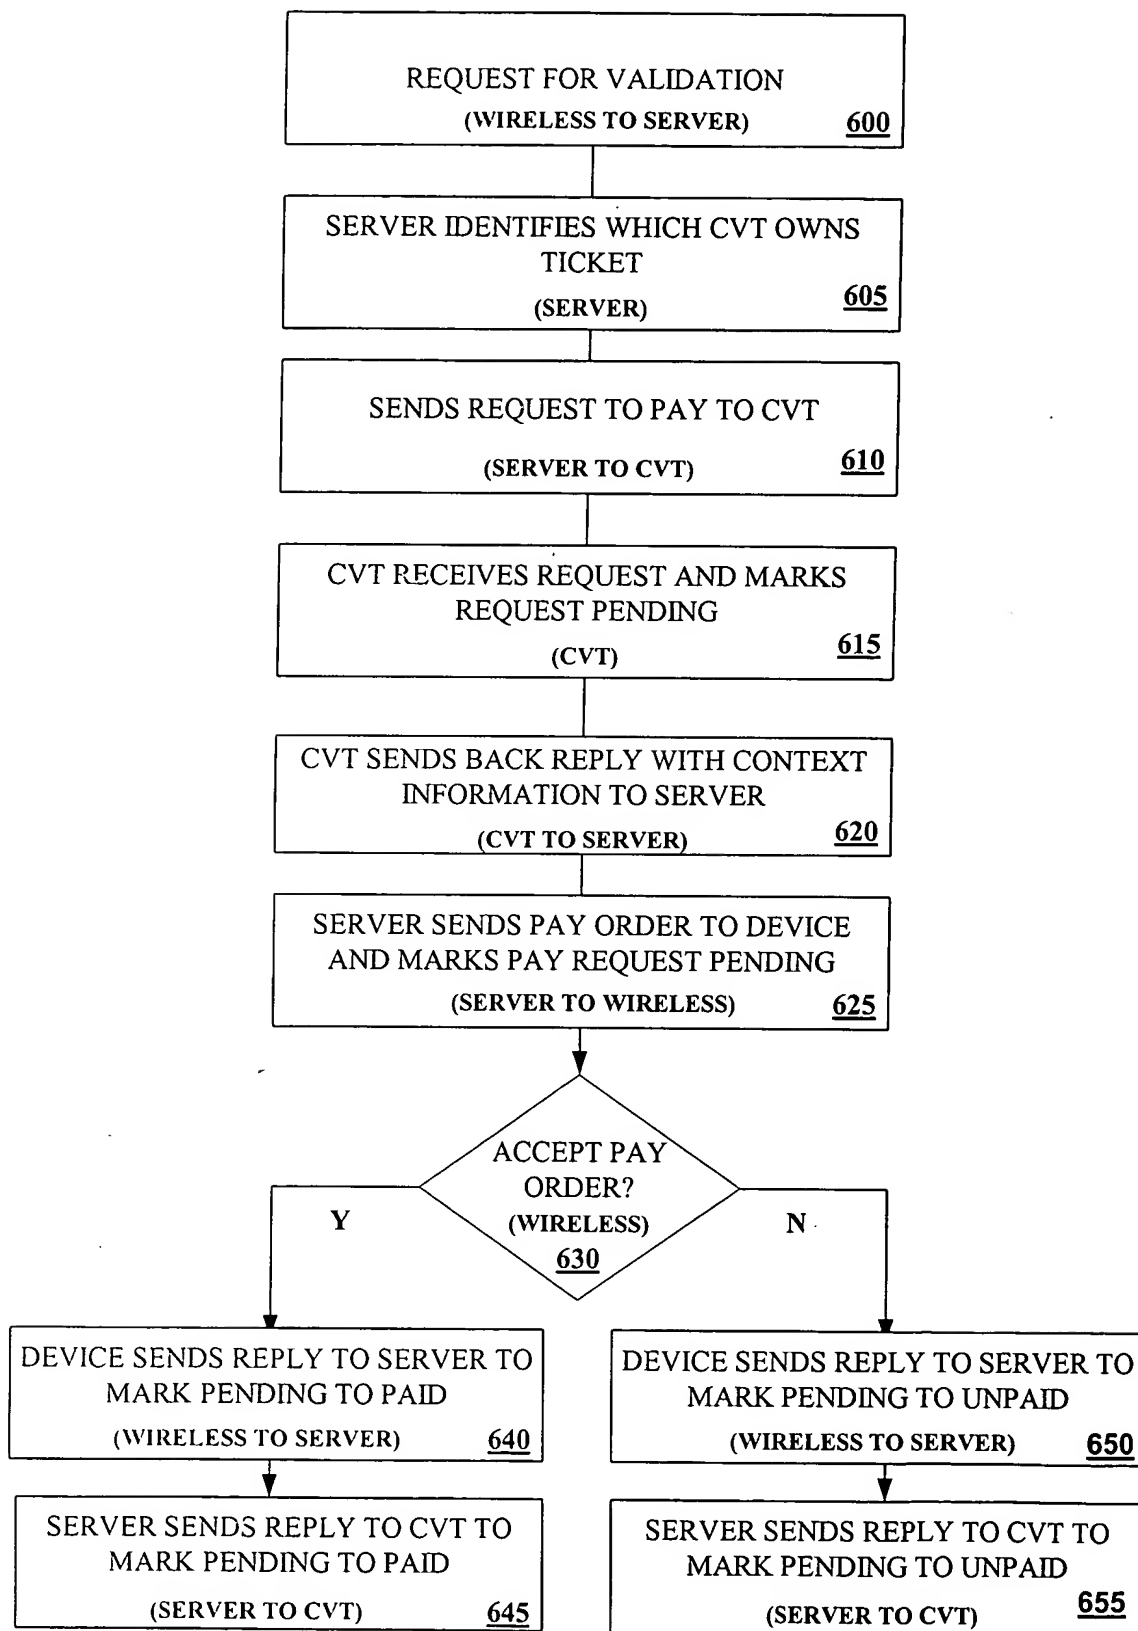 REQUEST FOR VALIDATION
(WIRELESS TO SERVER)
600
SERVER IDENTIFIES WHICH CVT OWNS
TICKET
(SERVER)
605
SENDS REQUEST TO PAY TO CVT
(SERVER TO CVT)
610
CVT RECEIVES REQUEST AND MARKS
REQUEST PENDING
(CVT)
615
CVT SENDS BACK REPLY WITH CONTEXT
INFORMATION TO SERVER
(CVT TO SERVER)
620
SERVER SENDS PAY ORDER TO DEVICE
AND MARKS PAY REQUEST PENDING
(SERVER TO WIRELESS)
625
ACCEPT PAY
ORDER?
(WIRELESS)
630
Y
N
DEVICE SENDS REPLY TO SERVER TO
MARK PENDING TO PAID
(WIRELESS TO SERVER)
640
SERVER SENDS REPLY TO CVT TO
MARK PENDING TO PAID
(SERVER TO CVT)
645
DEVICE SENDS REPLY TO SERVER TO
MARK PENDING TO UNPAID
(WIRELESS TO SERVER)
650
SERVER SENDS REPLY TO CVT TO
MARK PENDING TO UNPAID
(SERVER TO CVT)
655